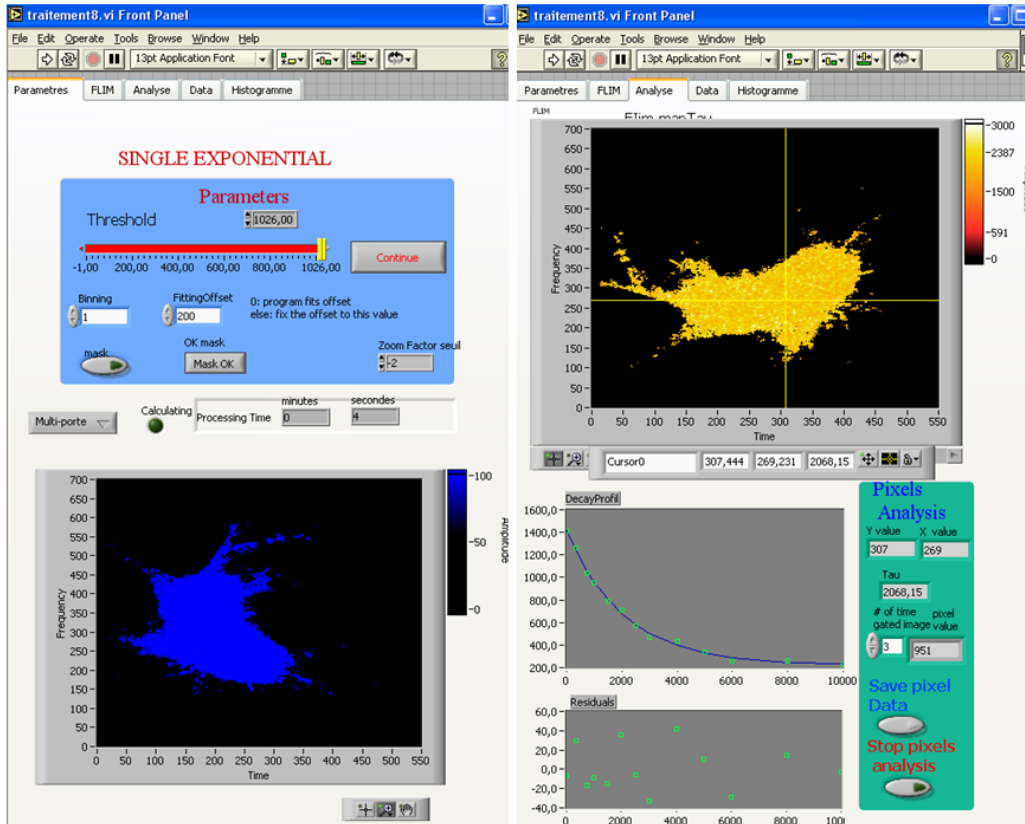 traitement8.vi Front Panel
File Edit Operate Tools Browse Window Help
13pt Application Font
Parametres FLIM Analyse Data Histogramme
SINGLE EXPONENTIAL
Parameters
Threshold
1026,00
-1,00 200,00 400,00 600,00 800,00 1026,00
Continue
Binning
1
FittingOffset
200
0: program fits offset
else: fix the offset to this value
mask
OK mask
Mask OK
Zoom Factor seuil
-2
Multi-porte
Calculating
Processing Time
minutes
0
secondes
4
700
650
600
550
500
450
400
350
300
250
200
150
100
50
0
Frequency
0 50 100 150 200 250 300 350 400 450 500 550
Time
100
50
0
Amplitude
traitement8.vi Front Panel
File Edit Operate Tools Browse Window Help
13pt Application Font
Parametres FLIM Analyse Data Histogramme
FLIM
700
650
600
550
500
450
400
350
300
250
200
150
100
50
0
Frequency
0 50 100 150 200 250 300 350 400 450 500 550
Time
3000
2387
1500
591
0
Cursor0 307,444 269,231 2068,15
DecayProfil
1600,0
1400,0
1200,0
1000,0
800,0
600,0
400,0
200,0
0 2000 4000 6000 8000 10000
Residuals
60,0
40,0
20,0
0,0
-20,0
-40,0
0 2000 4000 6000 8000 1000
Pixels
Analysis
Y value X value
307 269
Tau
2068,15
# of time
gated image
3
pixel
value
951
Save pixel
Data
Stop pixels
analysis